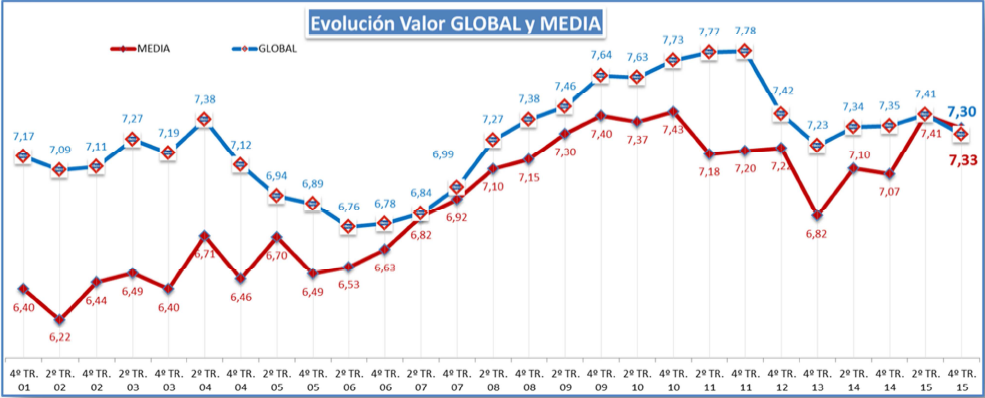 Evolución Valor GLOBAL y MEDIA
MEDIA GLOBAL
7,17 7,09 7,11 7,27 7,19 7,38 7,12 6,94 6,89 6,76 6,78 6,84 6,99 7,27 7,38 7,46 7,64 7,63 7,73 7,77 7,78 7,42 7,23 7,34 7,35 7,41 7,30
6,40 6,22 6,44 6,49 6,40 6,71 6,46 6,70 6,49 6,53 6,63 6,82 6,92 7,10 7,15 7,30 7,40 7,37 7,43 7,18 7,20 7,22 6,82 7,10 7,07 7,41 7,33
4º TR. 2º TR. 4º TR. 2º TR. 4º TR. 2º TR. 4º TR. 2º TR. 4º TR. 2º TR. 4º TR. 2º TR. 4º TR. 2º TR. 4º TR. 2º TR. 4º TR. 2º TR. 4º TR. 2º TR. 4º TR. 4º TR. 4º TR. 2º TR. 4º TR. 2º TR. 4º TR.
01 02 02 03 03 04 04 05 05 06 06 07 07 08 08 09 09 10 10 11 11 12 13 14 14 15 15